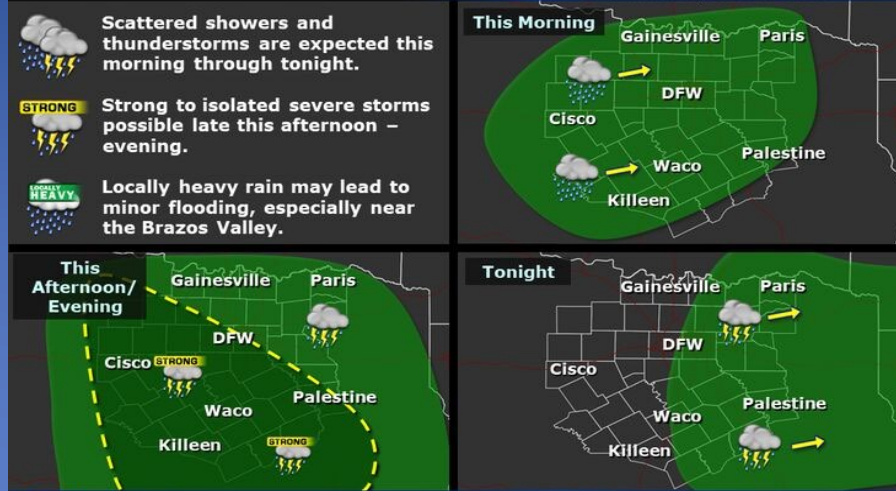 Scattered showers and
thunderstorms are expected this
morning through tonight.
STRONG
Strong to isolated severe storms
possible late this afternoon –
evening.
LOCALLY
HEAVY
Locally heavy rain may lead to
minor flooding, especially near
the Brazos Valley.
This Morning
Gainesville
Paris
DFW
Cisco
Waco
Palestine
Killeen
This
Afternoon/
Evening
Gainesville
Paris
DFW
Cisco
STRONG
Palestine
Waco
Killeen
STRONG
Tonight
Gainesville
Paris
DFW
Cisco
Palestine
Waco
Killeen